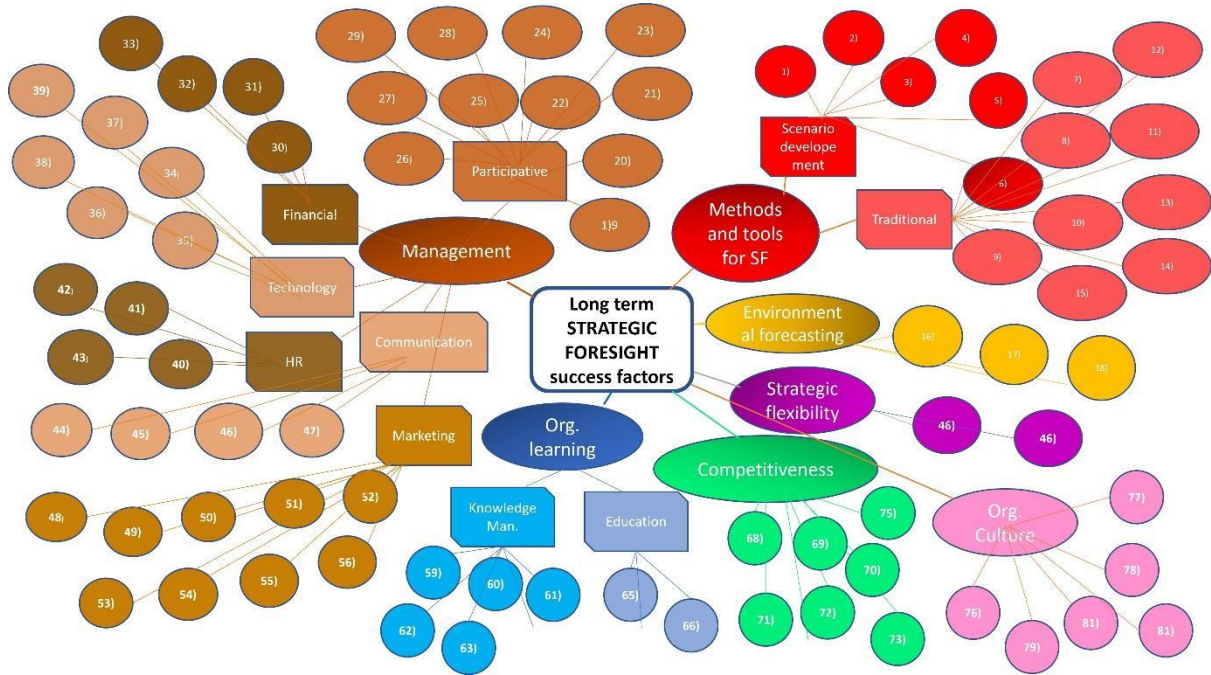 33)
32)
31)
30)
29)
28)
24)
23)
27)
25)
22)
21)
26)
20)
1)9
Participative
Financial
39)
37)
38)
34)
36)
35)
Technology
42)
41)
43)
40)
HR
Communication
44)
45)
46)
47)
Marketing
48)
49)
50)
51)
52)
53)
54)
55)
56)
Management
1)
2)
4)
3)
5)
6)
Scenario
develope
ment
7)
12)
8)
11)
13)
10)
9)
14)
15)
Traditional
Methods
and tools
for SF
Long term
STRATEGIC
FORESIGHT
success factors
Environment
al forecasting
16)
17)
18)
Strategic
flexibility
46)
46)
Org.
learning
Knowledge
Man.
Education
59)
60)
61)
62)
63)
65)
66)
Competitiveness
68)
69)
75)
70)
71)
72)
73)
Org.
Culture
77)
78)
76)
79)
81)
81)